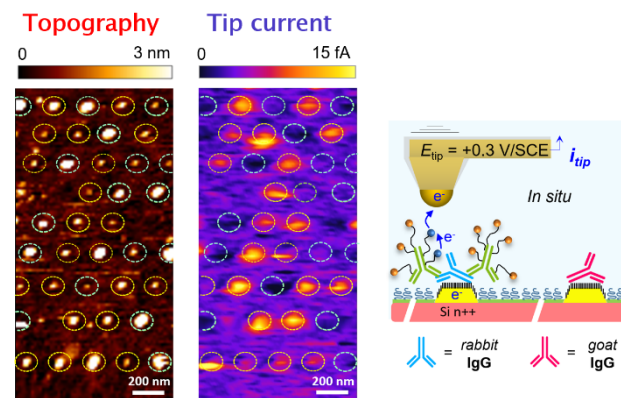 Topography
Tip current
0 3 nm
0 15 fA
200 nm
200 nm
Etip = +0.3 V/SCE
itip
e-
In situ
e-
e-
Si n++
= rabbit IgG
= goat IgG